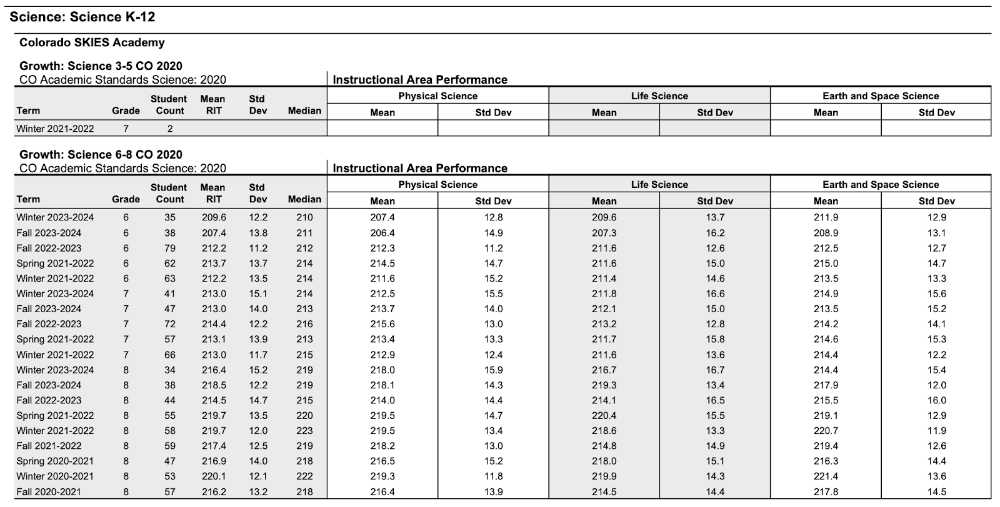 Science: Science K-12
Colorado SKIES Academy
Growth: Science 3-5 CO 2020
CO Academic Standards Science: 2020 Instructional Area Performance
Physical Science Life Science Earth and Space Science
Term Grade Student Count Mean RIT Std Dev Median Mean Std Dev Mean Std Dev Mean Std Dev
Winter 2021-2022 7 2
Growth: Science 6-8 CO 2020
CO Academic Standards Science: 2020 Instructional Area Performance
Physical Science Life Science Earth and Space Science
Term Grade Student Count Mean RIT Std Dev Median Mean Std Dev Mean Std Dev Mean Std Dev
Winter 2023-2024 6 35 209.6 12.2 210 207.4 12.8 209.6 13.7 211.9 12.9
Fall 2023-2024 6 38 207.4 13.8 211 206.4 14.9 207.3 16.2 208.9 13.1
Fall 2022-2023 6 79 212.2 11.2 212 212.3 11.2 211.6 12.6 212.5 12.7
Spring 2021-2022 6 62 213.7 13.7 214 214.5 14.7 211.6 15.0 215.0 14.7
Winter 2021-2022 6 63 212.2 13.5 214 211.6 15.2 211.4 14.6 213.5 13.3
Winter 2023-2024 7 41 213.0 15.1 214 212.5 15.5 211.8 16.6 214.9 15.6
Fall 2023-2024 7 47 213.0 14.0 213 213.7 14.0 212.1 15.0 213.5 15.2
Fall 2022-2023 7 72 214.4 12.2 216 215.6 13.0 213.2 12.8 214.2 14.1
Spring 2021-2022 7 57 213.1 13.9 213 213.4 13.3 211.7 15.8 214.6 15.3
Winter 2021-2022 7 66 213.0 11.7 215 212.9 12.4 211.6 13.6 214.4 12.2
Winter 2023-2024 8 34 216.4 15.2 219 218.0 15.9 216.7 16.7 214.4 15.4
Fall 2023-2024 8 38 218.5 12.2 219 218.1 14.3 219.3 13.4 217.9 12.0
Fall 2022-2023 8 44 214.5 14.7 215 214.0 14.4 214.1 16.5 215.5 16.0
Spring 2021-2022 8 55 219.7 13.5 220 219.5 14.7 220.4 15.5 219.1 12.9
Winter 2021-2022 8 58 219.7 12.0 223 219.5 13.4 218.6 13.3 220.7 11.9
Fall 2021-2022 8 59 217.4 12.5 219 218.2 13.0 214.8 14.9 219.4 12.6
Spring 2020-2021 8 47 216.9 14.0 218 216.5 15.2 218.0 15.1 216.3 14.4
Winter 2020-2021 8 53 220.1 12.1 222 219.3 11.8 219.9 14.3 221.4 13.6
Fall 2020-2021 8 57 216.2 13.2 218 216.4 13.9 214.5 14.4 217.8 14.5